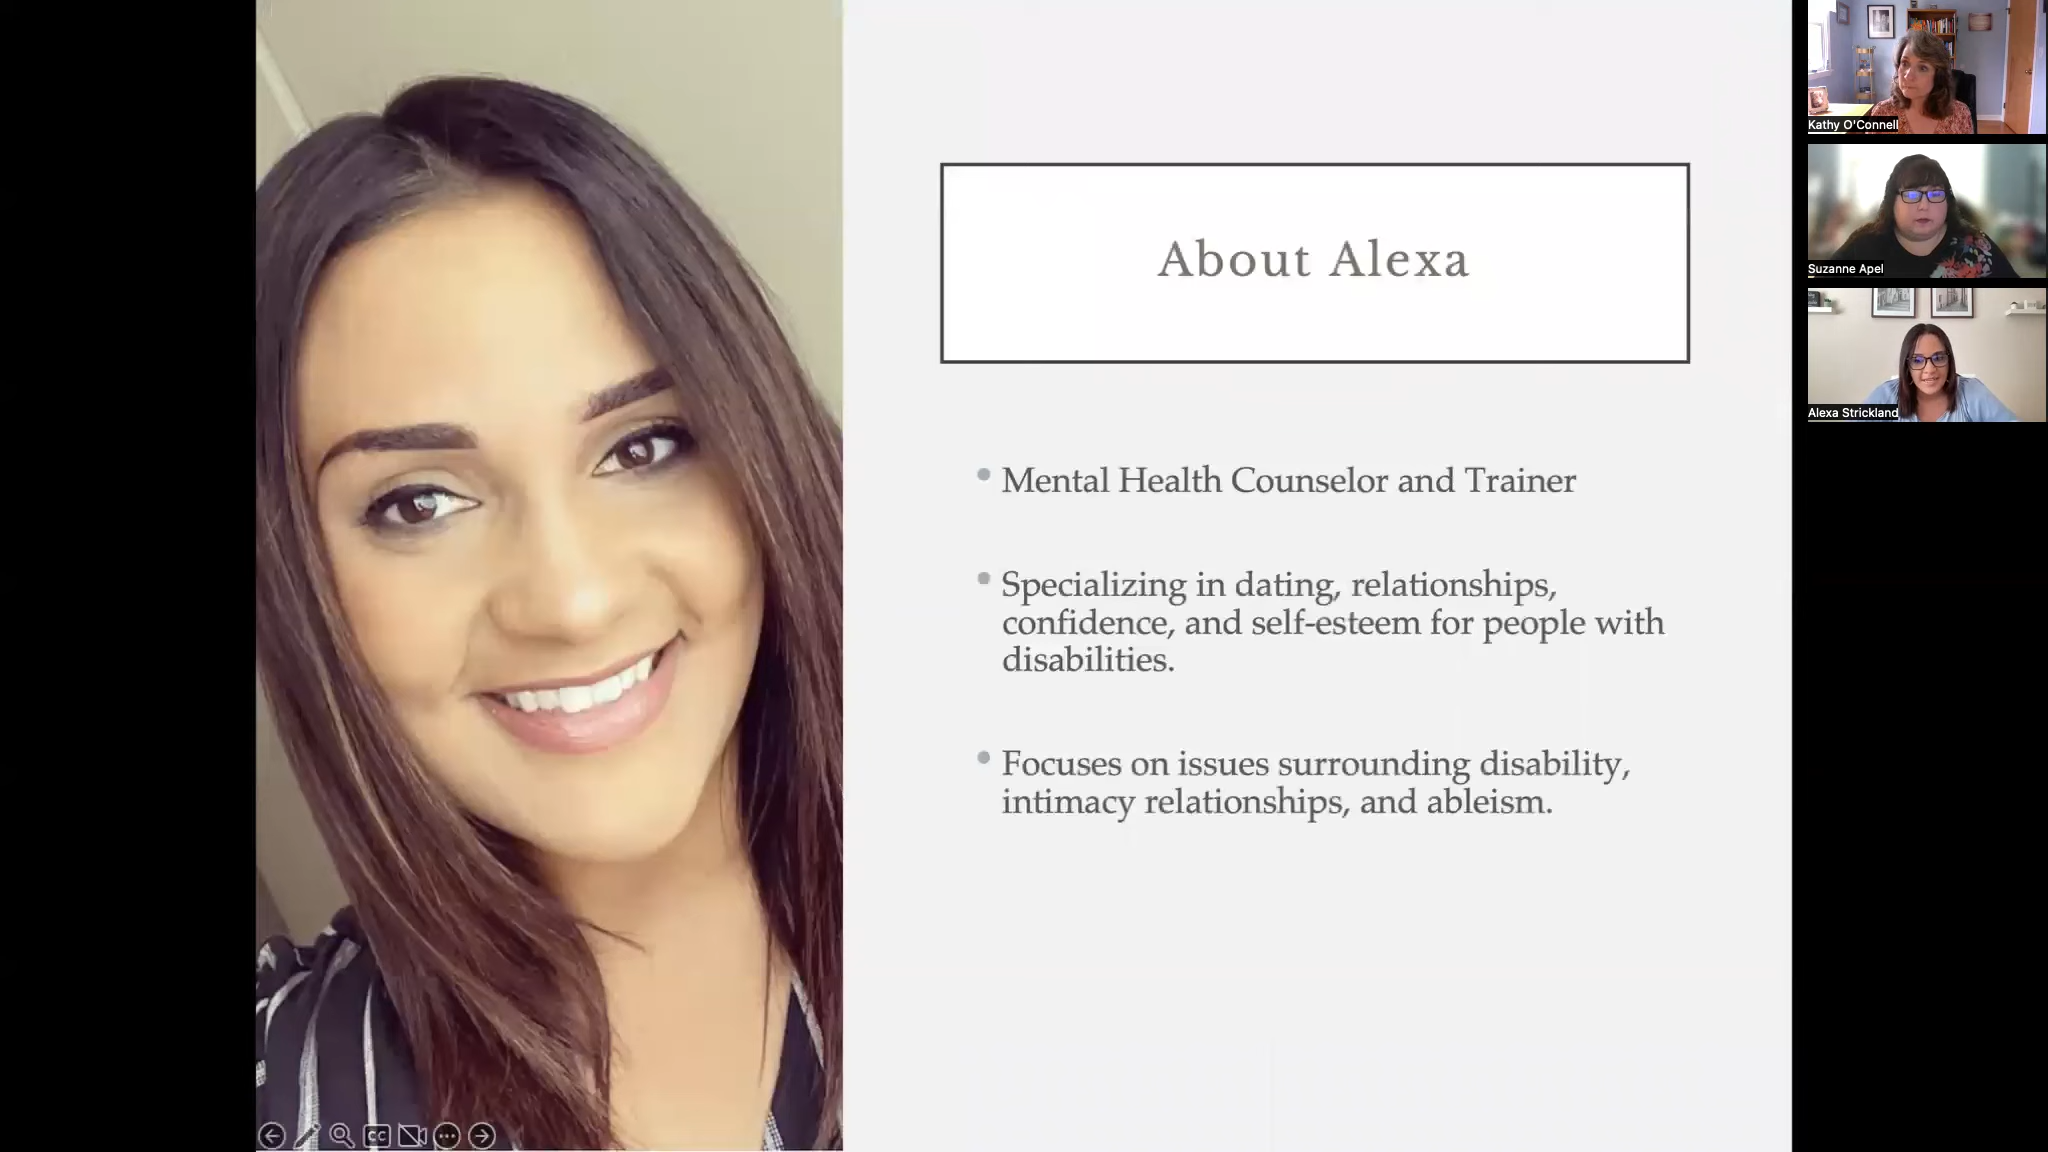 About Alexa
• Mental Health Counselor and Trainer
• Specializing in dating, relationships,
confidence, and self-esteem for people with
disabilities.
• Focuses on issues surrounding disability,
intimacy relationships, and ableism.
Kathy O'Connell
Suzanne Apel
Alexa Strickland
CC